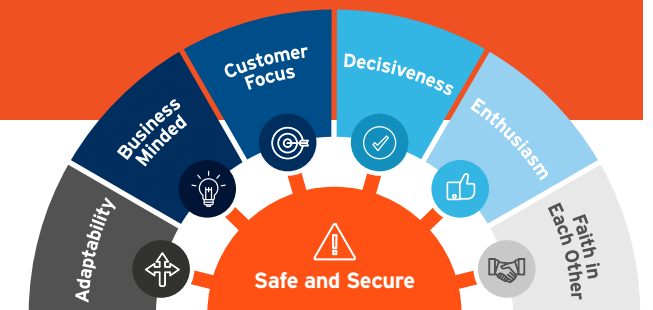 Adaptability
Business
Minded
Customer
Focus
Decisiveness
Enthusiasm
Faith in
Each Other
Safe and Secure